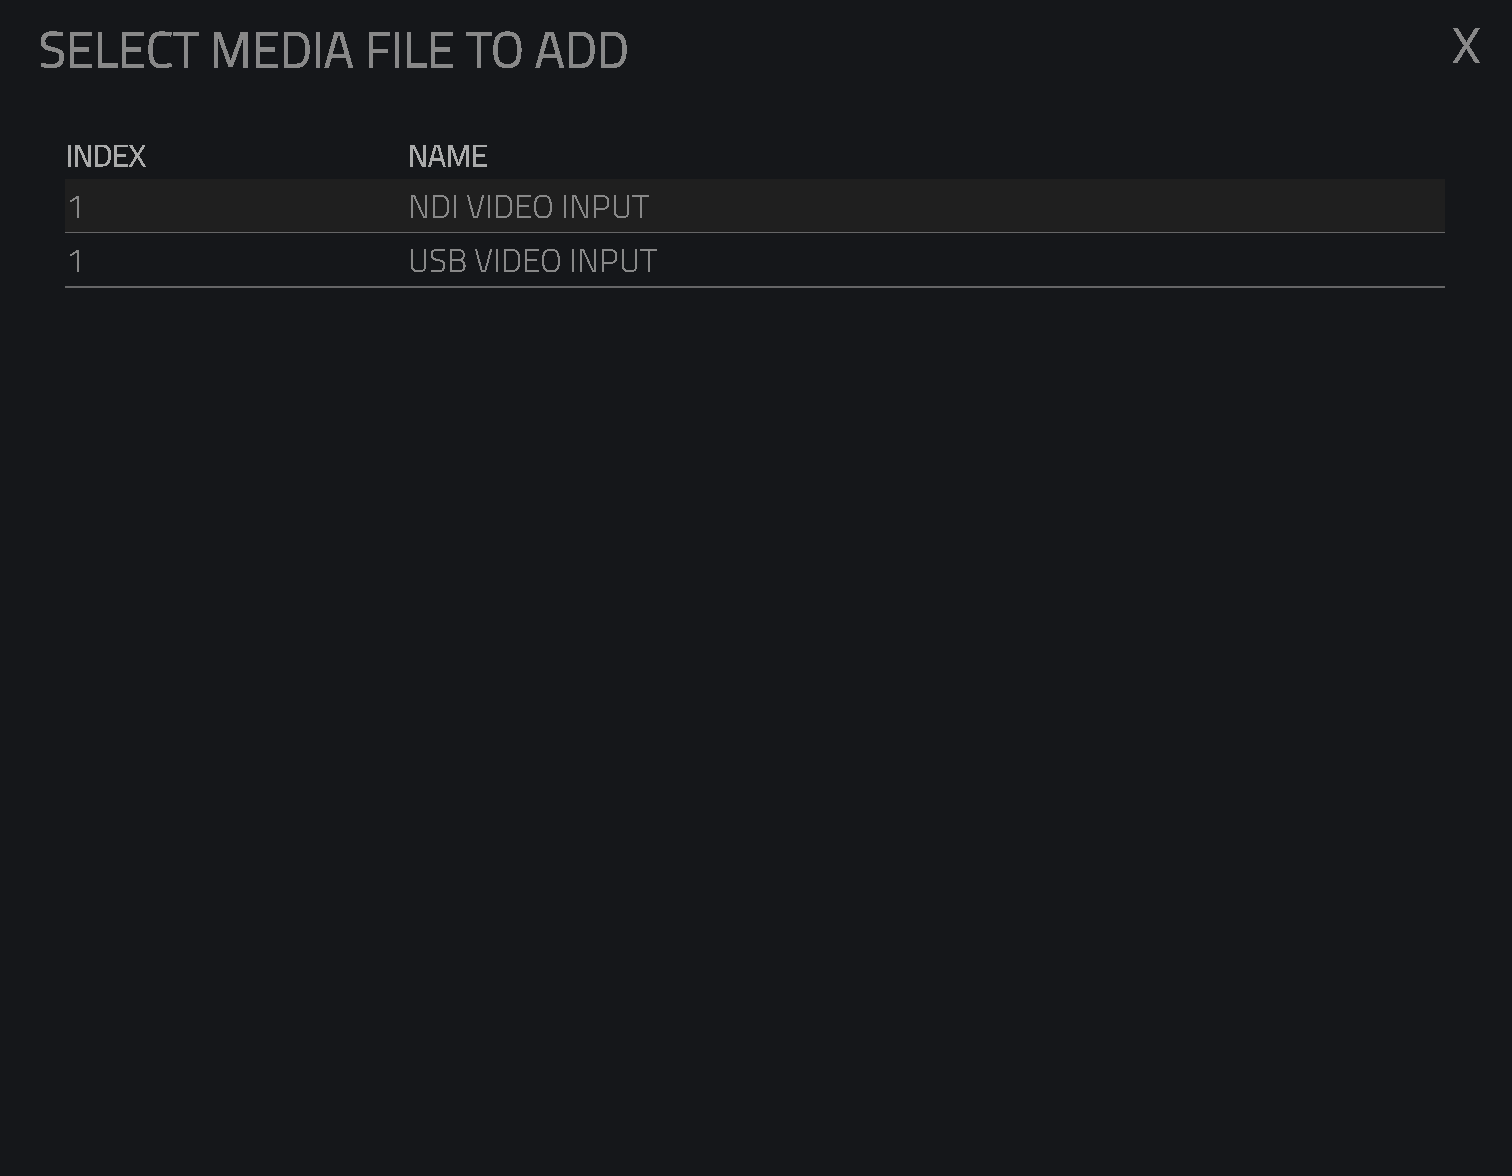 SELECT MEDIA FILE TO ADD X
INDEX NAME
1 NDI VIDEO INPUT
1 USB VIDEO INPUT